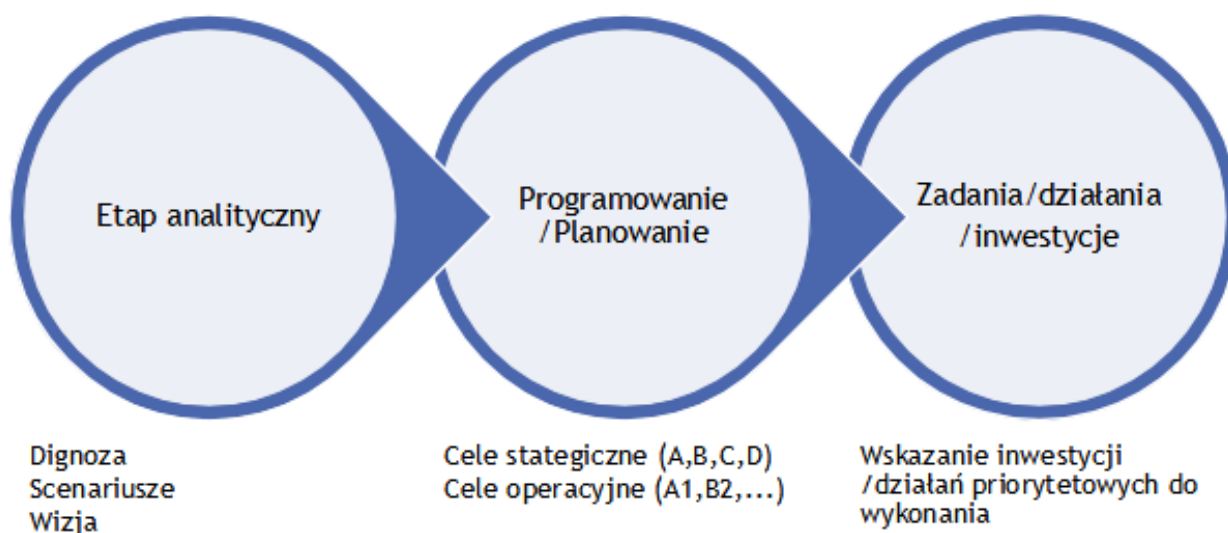 Etap analityczny
Programowanie
/Planowanie
Zadania/działania
/inwestycje
Dignoza
Scenariusze
Wizja
Cele stategiczne (A,B,C,D)
Cele operacyjne (A1,B2,...)
Wskazanie inwestycji
/działań priorytetowych do
wykonania